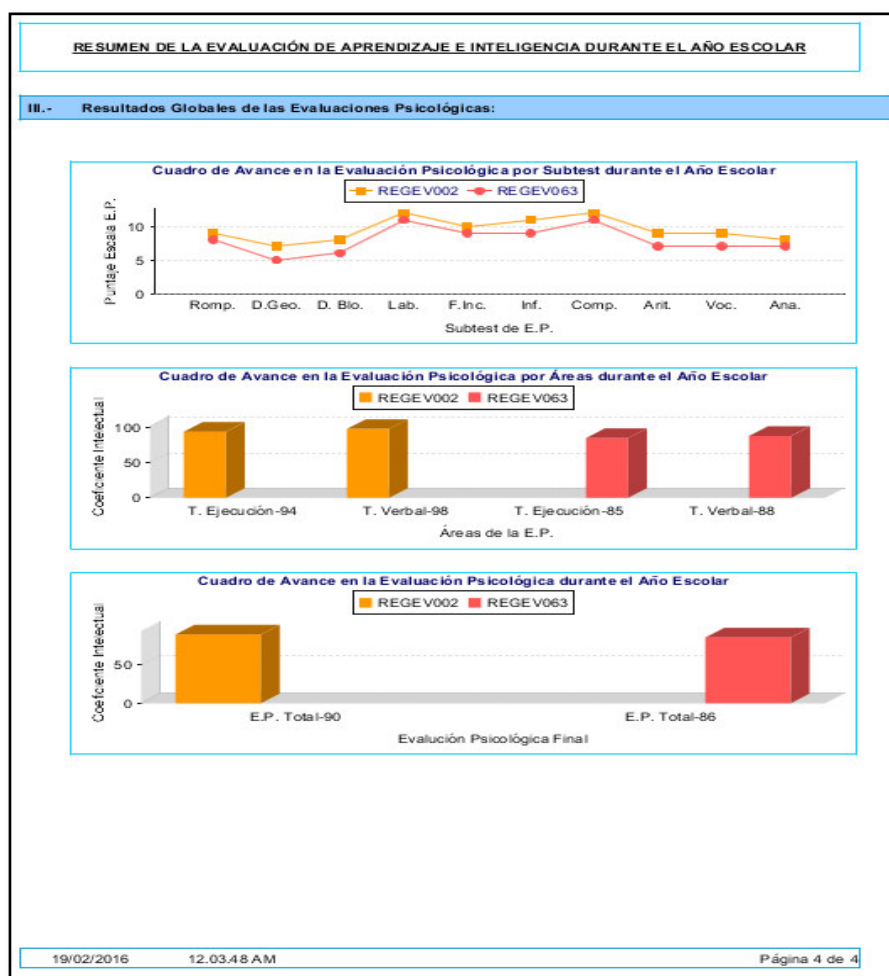 RESUMEN DE LA EVALUACIÓN DE APRENDIZAJE E INTELIGENCIA DURANTE EL AÑO ESCOLAR
III.- Resultados Globales de las Evaluaciones Psicológicas:
Cuadro de Avance en la Evaluación Psicológica por Subtest durante el Año Escolar
REGEV002 REGEV063
Puntaje Escala E.P.
10
5
0
Romp. D.Geo. D. Blo. Lab. F.Inc. Inf. Comp. Arit. Voc. Ana.
Subtest de E.P.
Cuadro de Avance en la Evaluación Psicológica por Áreas durante el Año Escolar
REGEV002 REGEV063
Coeficiente Intelectual
100
50
0
T. Ejecución-94 T. Verbal-98 T. Ejecución-85 T. Verbal-88
Áreas de la E.P.
Cuadro de Avance en la Evaluación Psicológica durante el Año Escolar
REGEV002 REGEV063
Coeficiente Intelectual
50
0
E.P. Total-90 E.P. Total-86
Evalución Psicológica Final
19/02/2016 12.03.48 AM Página 4 de 4